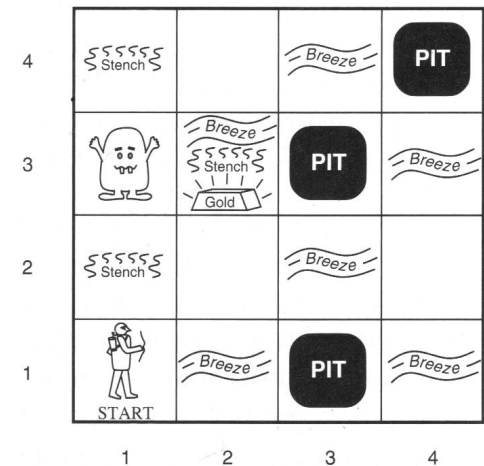 4
Stench
Breeze
PIT
3
Breeze
Stench
Gold
PIT
Breeze
2
Stench
Breeze
1
START
Breeze
PIT
Breeze
1 2 3 4